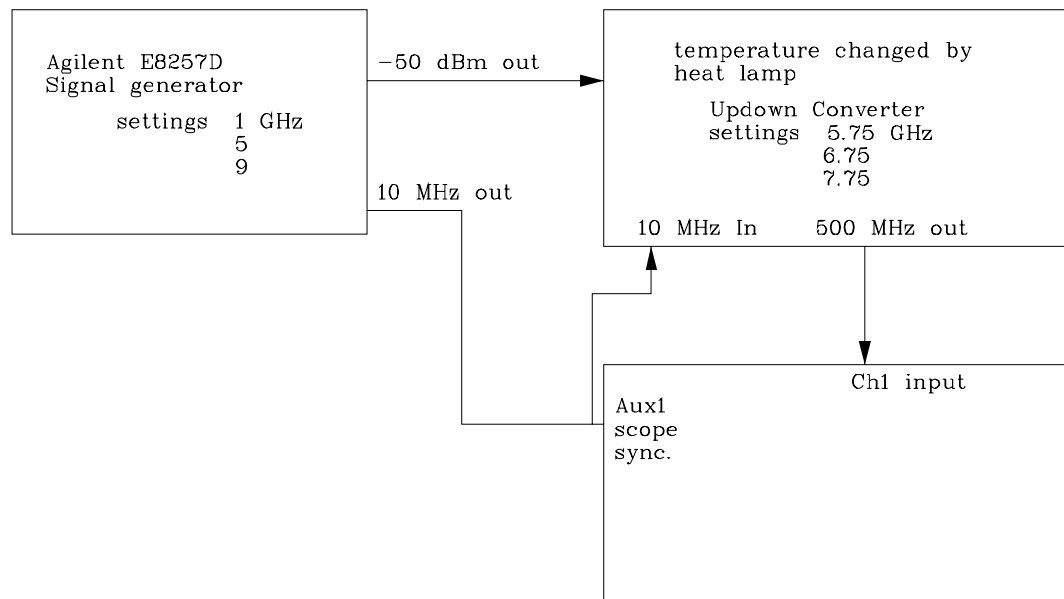 Agilent E8257D
Signal generator
settings 1 GHz
5
9
-50 dBm out
10 MHz out
temperature changed by
heat lamp
Updown Converter
settings 5.75 GHz
6.75
7.75
10 MHz In 500 MHz out
Ch1 input
Aux1
scope
sync.